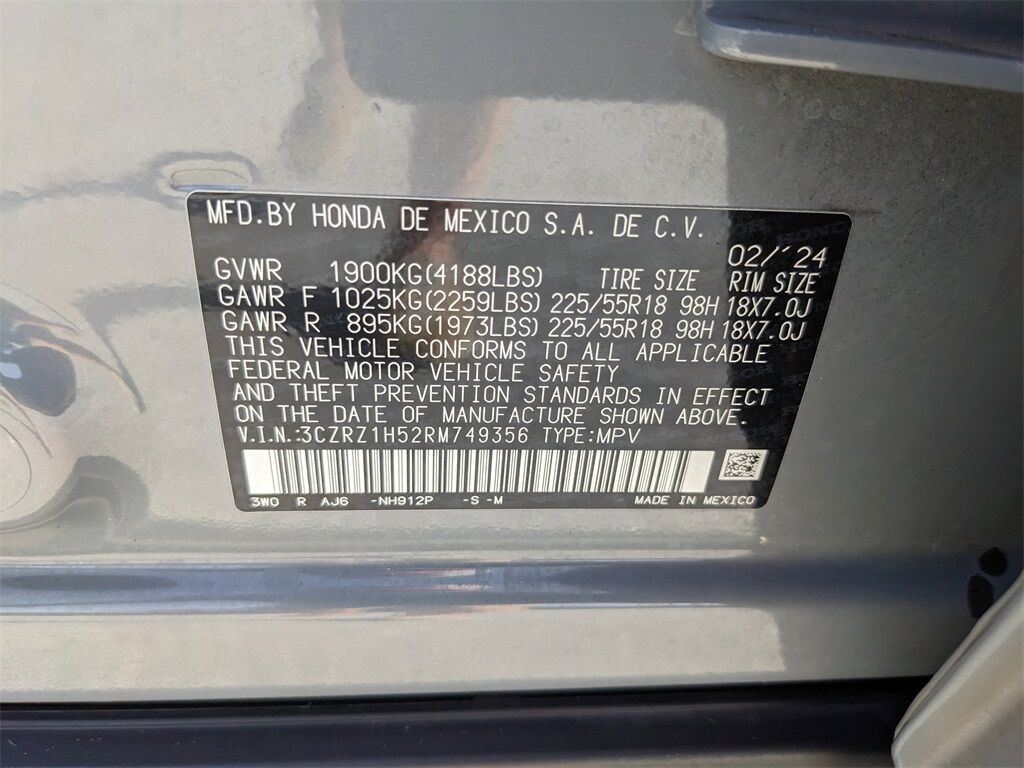 MFD.BY HONDA DE MEXICO S.A. DE C.V.
02/´24
GVWR 1900KG(4188LBS) TIRE SIZE RIM SIZE
GAWR F 1025KG(2259LBS) 225/55R18 98H 18X7.0J
GAWR R 895KG(1973LBS) 225/55R18 98H 18X7.0J
THIS VEHICLE CONFORMS TO ALL APPLICABLE
FEDERAL MOTOR VEHICLE SAFETY
AND THEFT PREVENTION STANDARDS IN EFFECT
ON THE DATE OF MANUFACTURE SHOWN ABOVE.
V.I.N.:3CZRZ1H52RM749356 TYPE:MPV
3W0 R AJ6 -NH912P -S -M MADE IN MEXICO